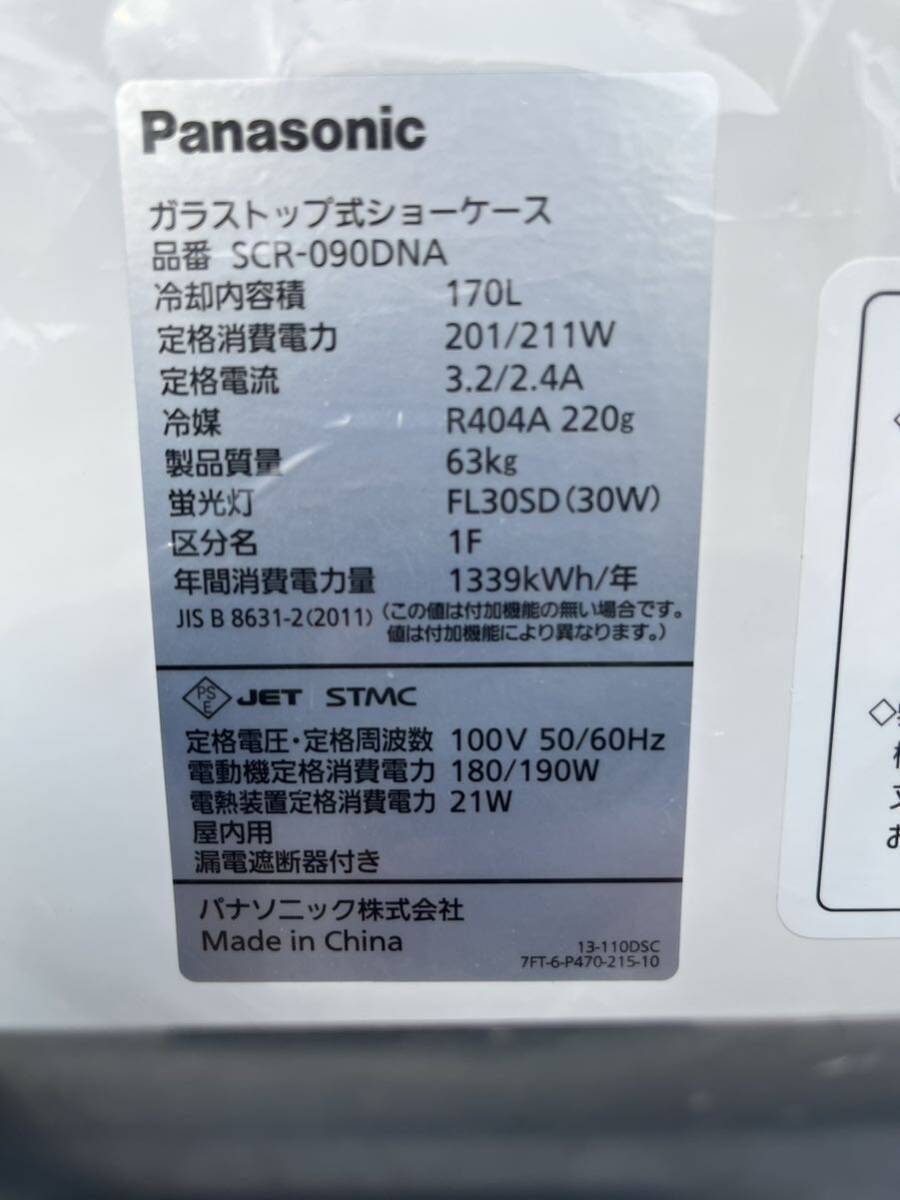 Panasonic
ガラストップ式ショーケース
品番 SCR-090DNA
冷却内容積 170L
定格消費電力 201/211W
定格電流 3.2/2.4A
冷媒 R404A 220g
製品質量 63kg
蛍光灯 FL30SD(30W)
区分名 1F
年間消費電力量 1339kWh/年
JIS B 8631-2(2011) (この値は付加機能の無い場合です。
値は付加機能により異なります。)
PS
E JET STMC
定格電圧・定格周波数 100V 50/60Hz
電動機定格消費電力 180/190W
電熱装置定格消費電力 21W
屋内用
漏電遮断器付き
パナソニック株式会社
Made in China
13-110DSC
7FT-6-P470-215-10